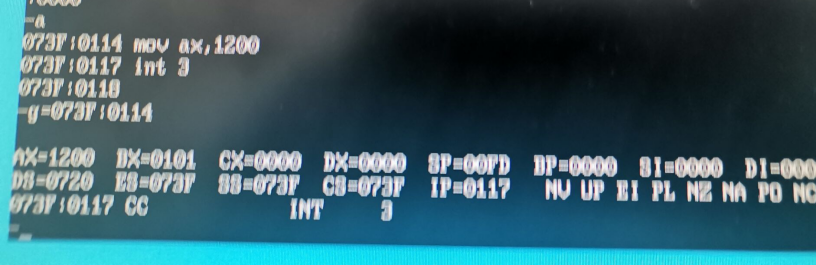 -a
073F:0114 mov ax,1200
073F:0117 int 3
073F:0118
-g=073F:0114
AX=1200 BX=0101 CX=0000 DX=0000 SP=00FD BP=0000 SI=0000 DI=000
DS=0720 ES=073F SS=073F CS=073F IP=0117 NV UP EI PL NZ NA PO NC
073F:0117 CC INT 3
-_